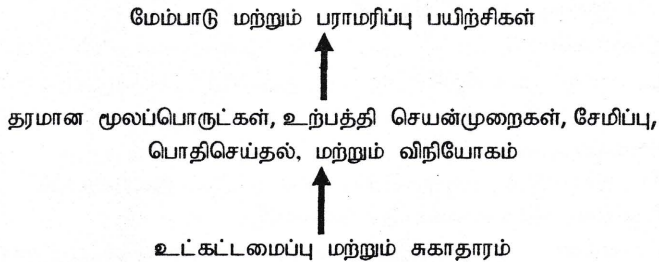 மேம்பாடு மற்றும் பராமரிப்பு பயிற்சிகள்
தரமான மூலப்பொருட்கள், உற்பத்தி செயன்முறைகள், சேமிப்பு,
பொதிசெய்தல், மற்றும் விநியோகம்
உட்கட்டமைப்பு மற்றும் சுகாதாரம்